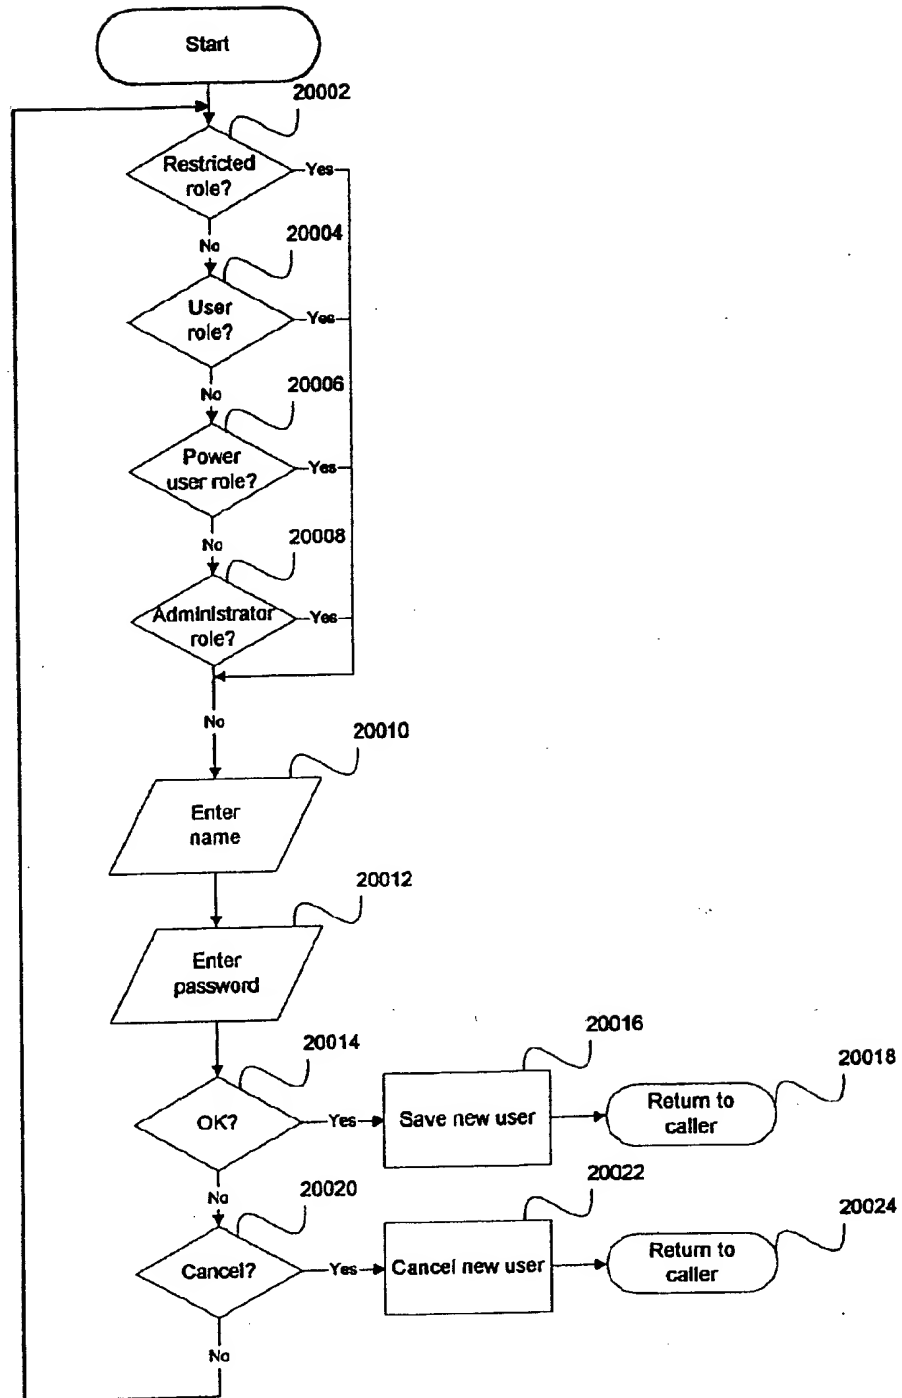 Start
20002
Restricted
role?
Yes
No
20004
User
role?
Yes
No
20006
Power
user role?
Yes
No
20008
Administrator
role?
Yes
No
20010
Enter
name
20012
Enter
password
20014
OK?
Yes
20016
Save new user
20018
Return to
caller
No
20020
Cancel?
Yes
20022
Cancel new user
20024
Return to
caller
No